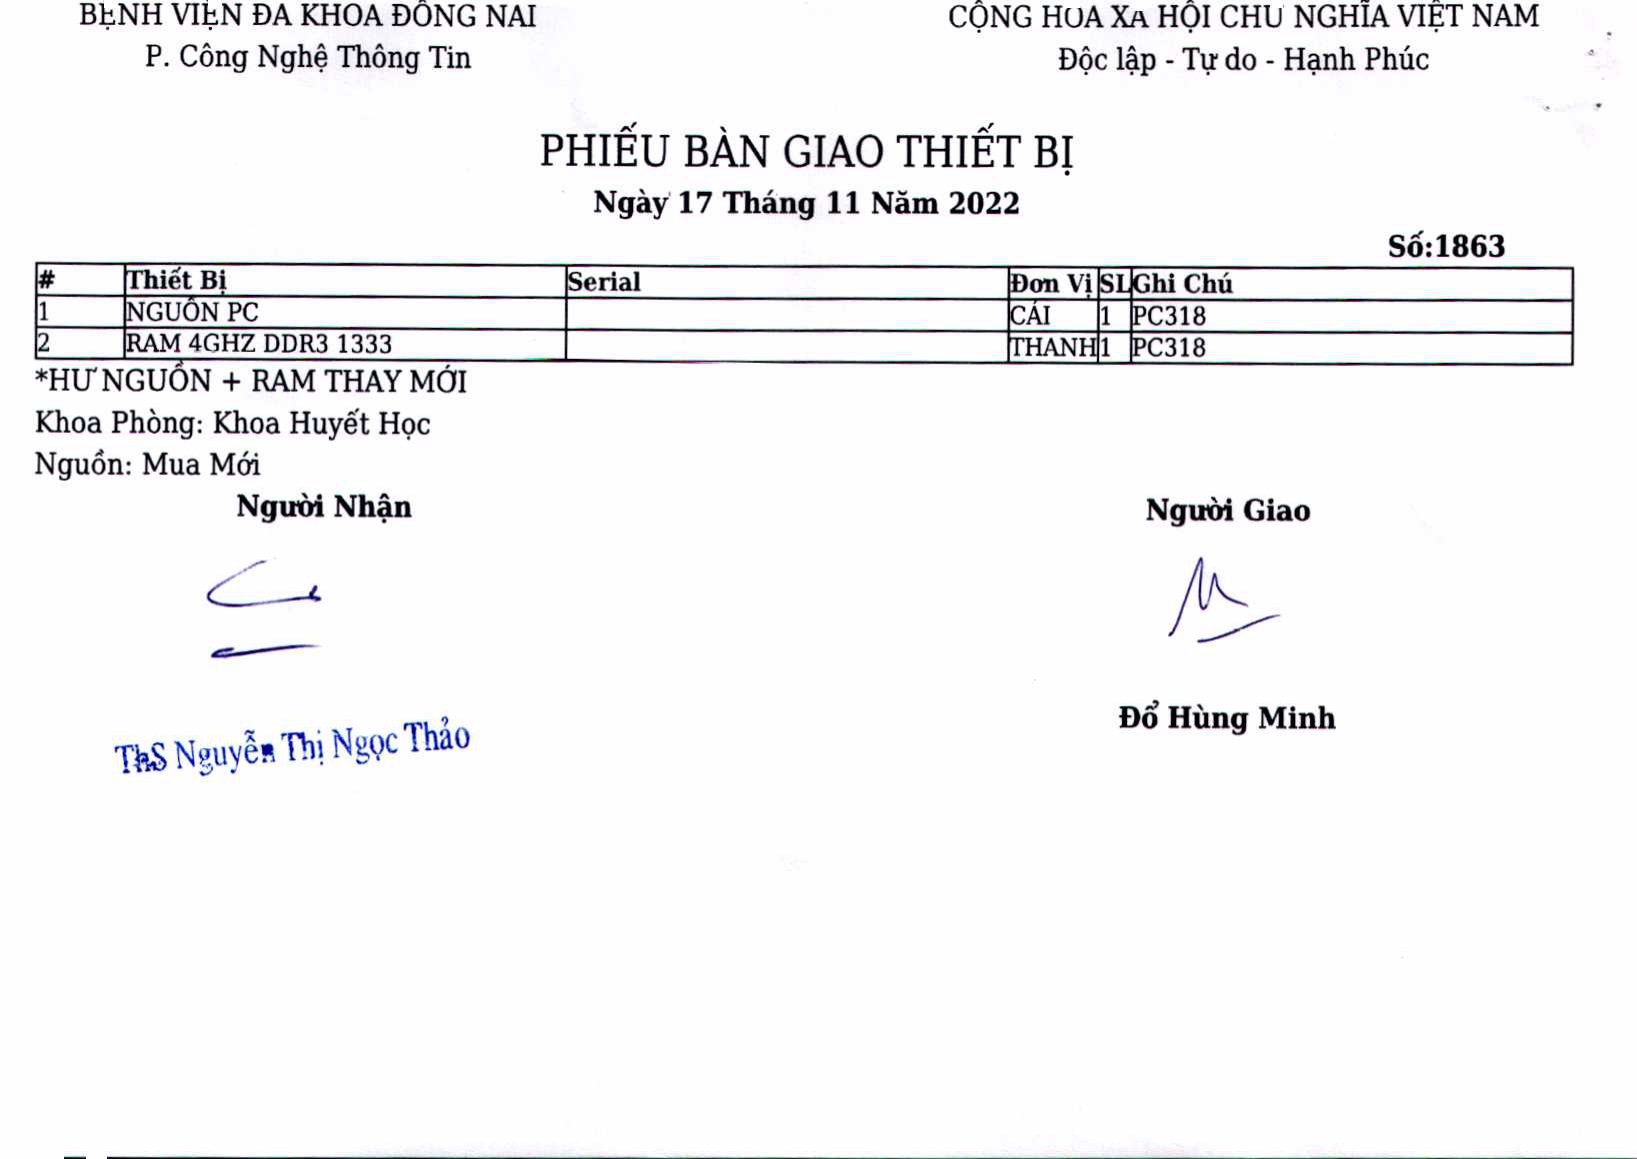 BỆNH VIỆN ĐA KHOA ĐỒNG NAI
P. Công Nghệ Thông Tin
CỘNG HÒA XÃ HỘI CHỦ NGHĨA VIỆT NAM
Độc lập - Tự do - Hạnh Phúc
PHIẾU BÀN GIAO THIẾT BỊ
Ngày 17 Tháng 11 Năm 2022
Số:1863
# Thiết Bị Serial Đơn Vị SL Ghi Chú
1 NGUỒN PC CÁI 1 PC318
2 RAM 4GHZ DDR3 1333 THANH 1 PC318
*HƯ NGUỒN + RAM THAY MỚI
Khoa Phòng: Khoa Huyết Học
Nguồn: Mua Mới
Người Nhận Người Giao
Đổ Hùng Minh
ThS Nguyễn Thị Ngọc Thảo